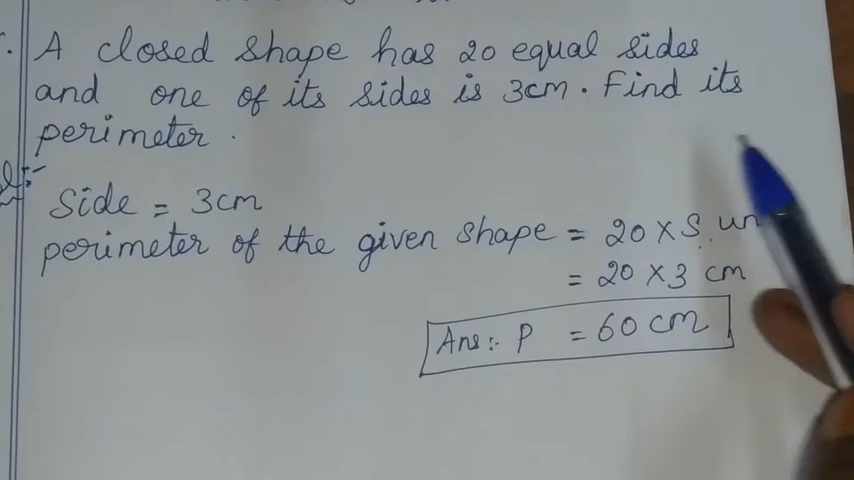 A closed shape has 20 equal sides
and one of its sides is 3cm. Find its
perimeter.
Side = 3cm
perimeter of the given shape = 20 × S un
= 20 × 3 cm
Ans:- P = 60 cm